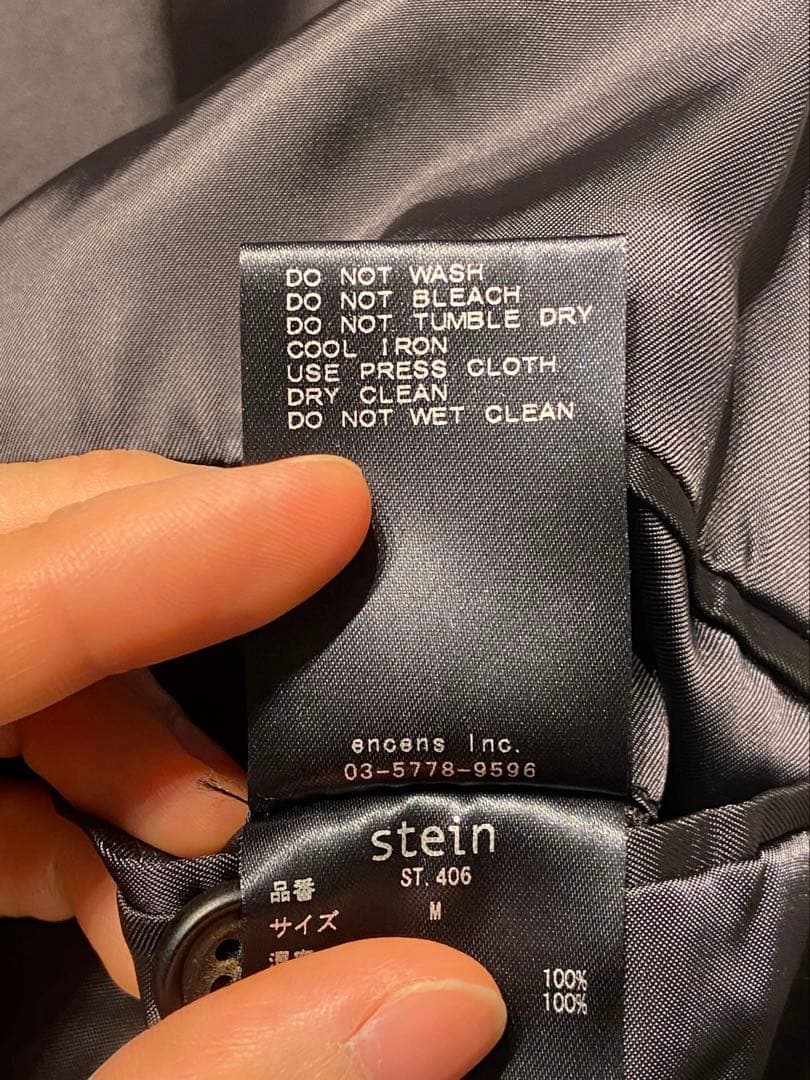 DO NOT WASH
DO NOT BLEACH
DO NOT TUMBLE DRY
COOL IRON
USE PRESS CLOTH
DRY CLEAN
DO NOT WET CLEAN
encens Inc.
03-5778-9596
stein
品番 ST.406
サイズ M
100%
100%